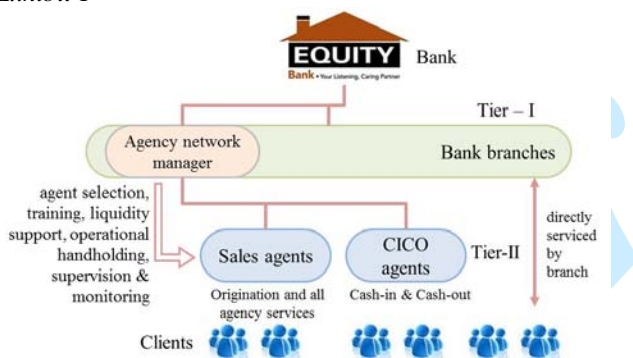 EQUITY
Bank • Your Listening, Caring Partner
Bank
Tier – I
Agency network
manager
Bank branches
agent selection,
training, liquidity
support, operational
handholding,
supervision &
monitoring
Sales agents
CICO
agents
Tier-II
directly
serviced
by
branch
Origination and all
agency services
Cash-in & Cash-out
Clients